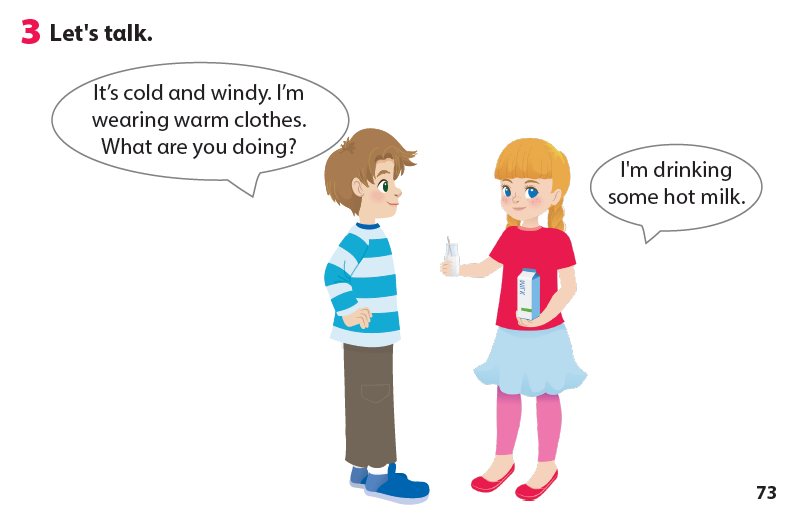 3 Let's talk.
It's cold and windy. I'm
wearing warm clothes.
What are you doing?
I'm drinking
some hot milk.
MILK
73